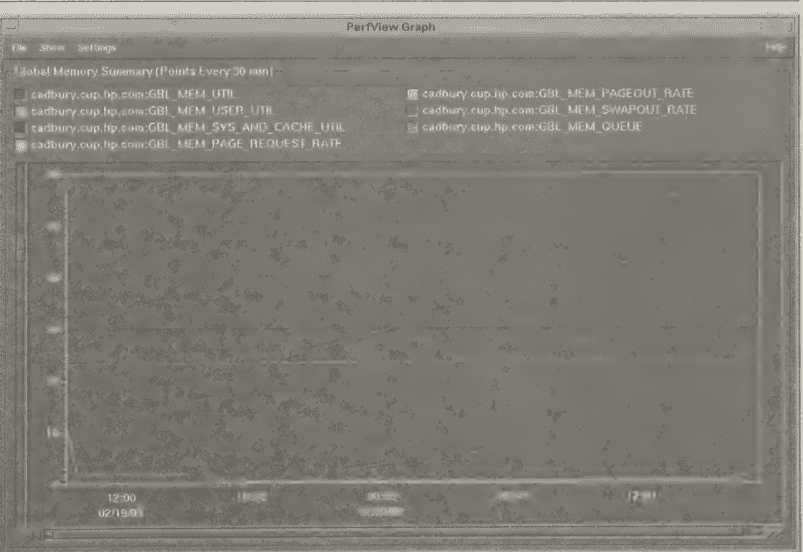 PerfView Graph
File Show Settings Help
Global Memory Summary (Points Every 30 min)
cadbury.cup.hp.com:GBL_MEM_UTIL
cadbury.cup.hp.com:GBL_MEM_USER_UTIL
cadbury.cup.hp.com:GBL_MEM_SYS_AND_CACHE_UTIL
cadbury.cup.hp.com:GBL_MEM_PAGE_REQUEST_RATE
cadbury.cup.hp.com:GBL_MEM_PAGEOUT_RATE
cadbury.cup.hp.com:GBL_MEM_SWAPOUT_RATE
cadbury.cup.hp.com:GBL_MEM_QUEUE
12:00